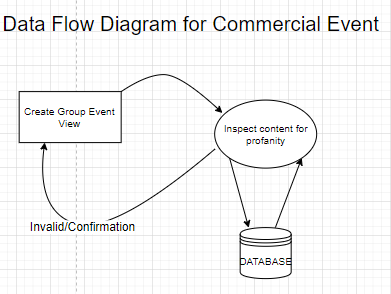 Data Flow Diagram for Commercial Event
Create Group Event
View
Inspect content for
profanity
Invalid/Confirmation
DATABASE